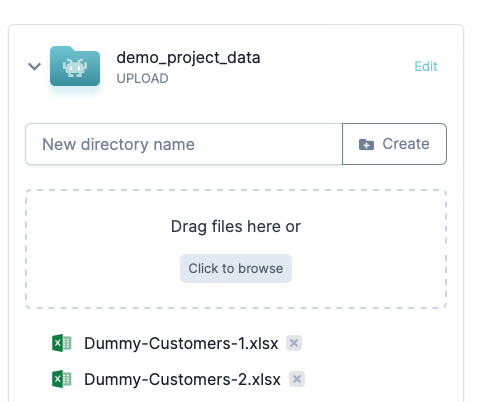 demo_project_data
Edit
UPLOAD
New directory name
Create
Drag files here or
Click to browse
Dummy-Customers-1.xlsx
Dummy-Customers-2.xlsx